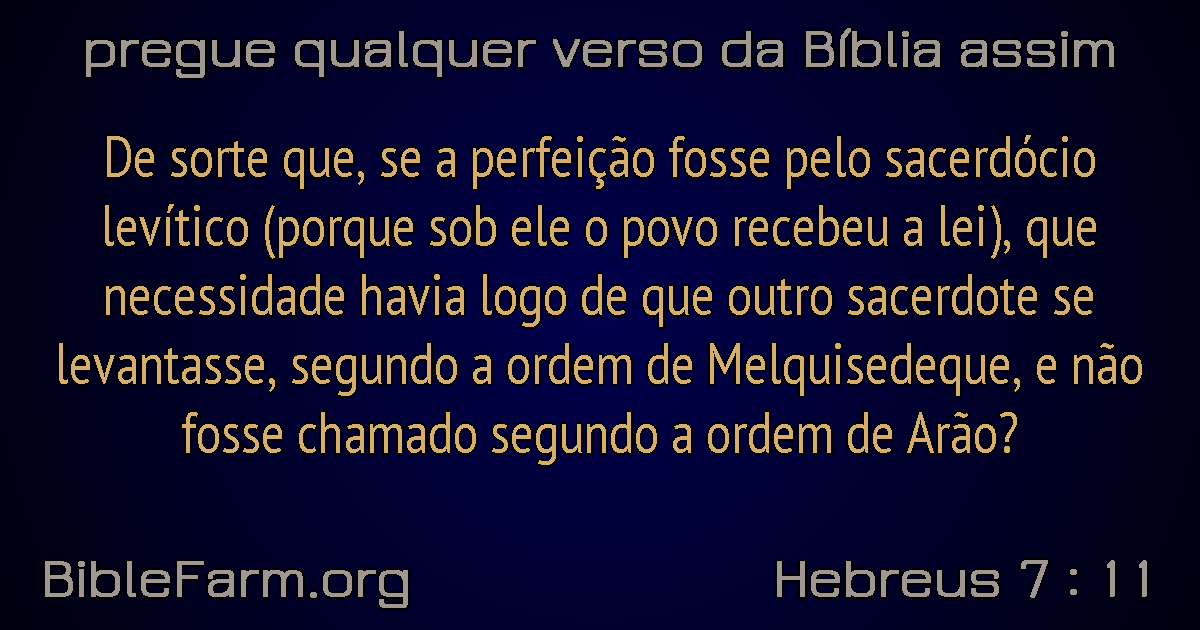 pregue qualquer verso da Bíblia assim
De sorte que, se a perfeição fosse pelo sacerdócio
levítico (porque sob ele o povo recebeu a lei), que
necessidade havia logo de que outro sacerdote se
levantasse, segundo a ordem de Melquisedeque, e não
fosse chamado segundo a ordem de Arão?
BibleFarm.org
Hebreus 7 : 11